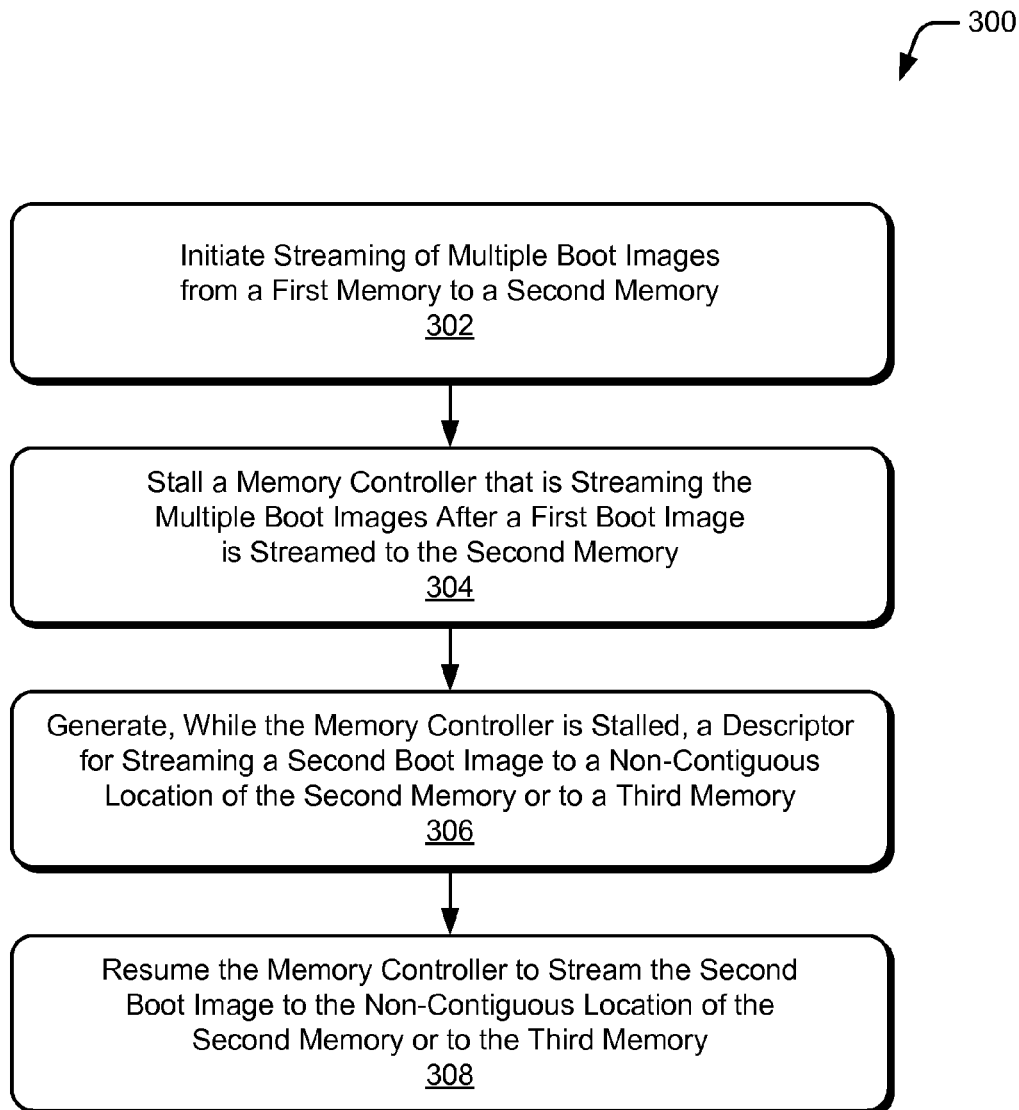 300
Initiate Streaming of Multiple Boot Images
from a First Memory to a Second Memory
302
Stall a Memory Controller that is Streaming the
Multiple Boot Images After a First Boot Image
is Streamed to the Second Memory
304
Generate, While the Memory Controller is Stalled, a Descriptor
for Streaming a Second Boot Image to a Non-Contiguous
Location of the Second Memory or to a Third Memory
306
Resume the Memory Controller to Stream the Second
Boot Image to the Non-Contiguous Location of the
Second Memory or to the Third Memory
308